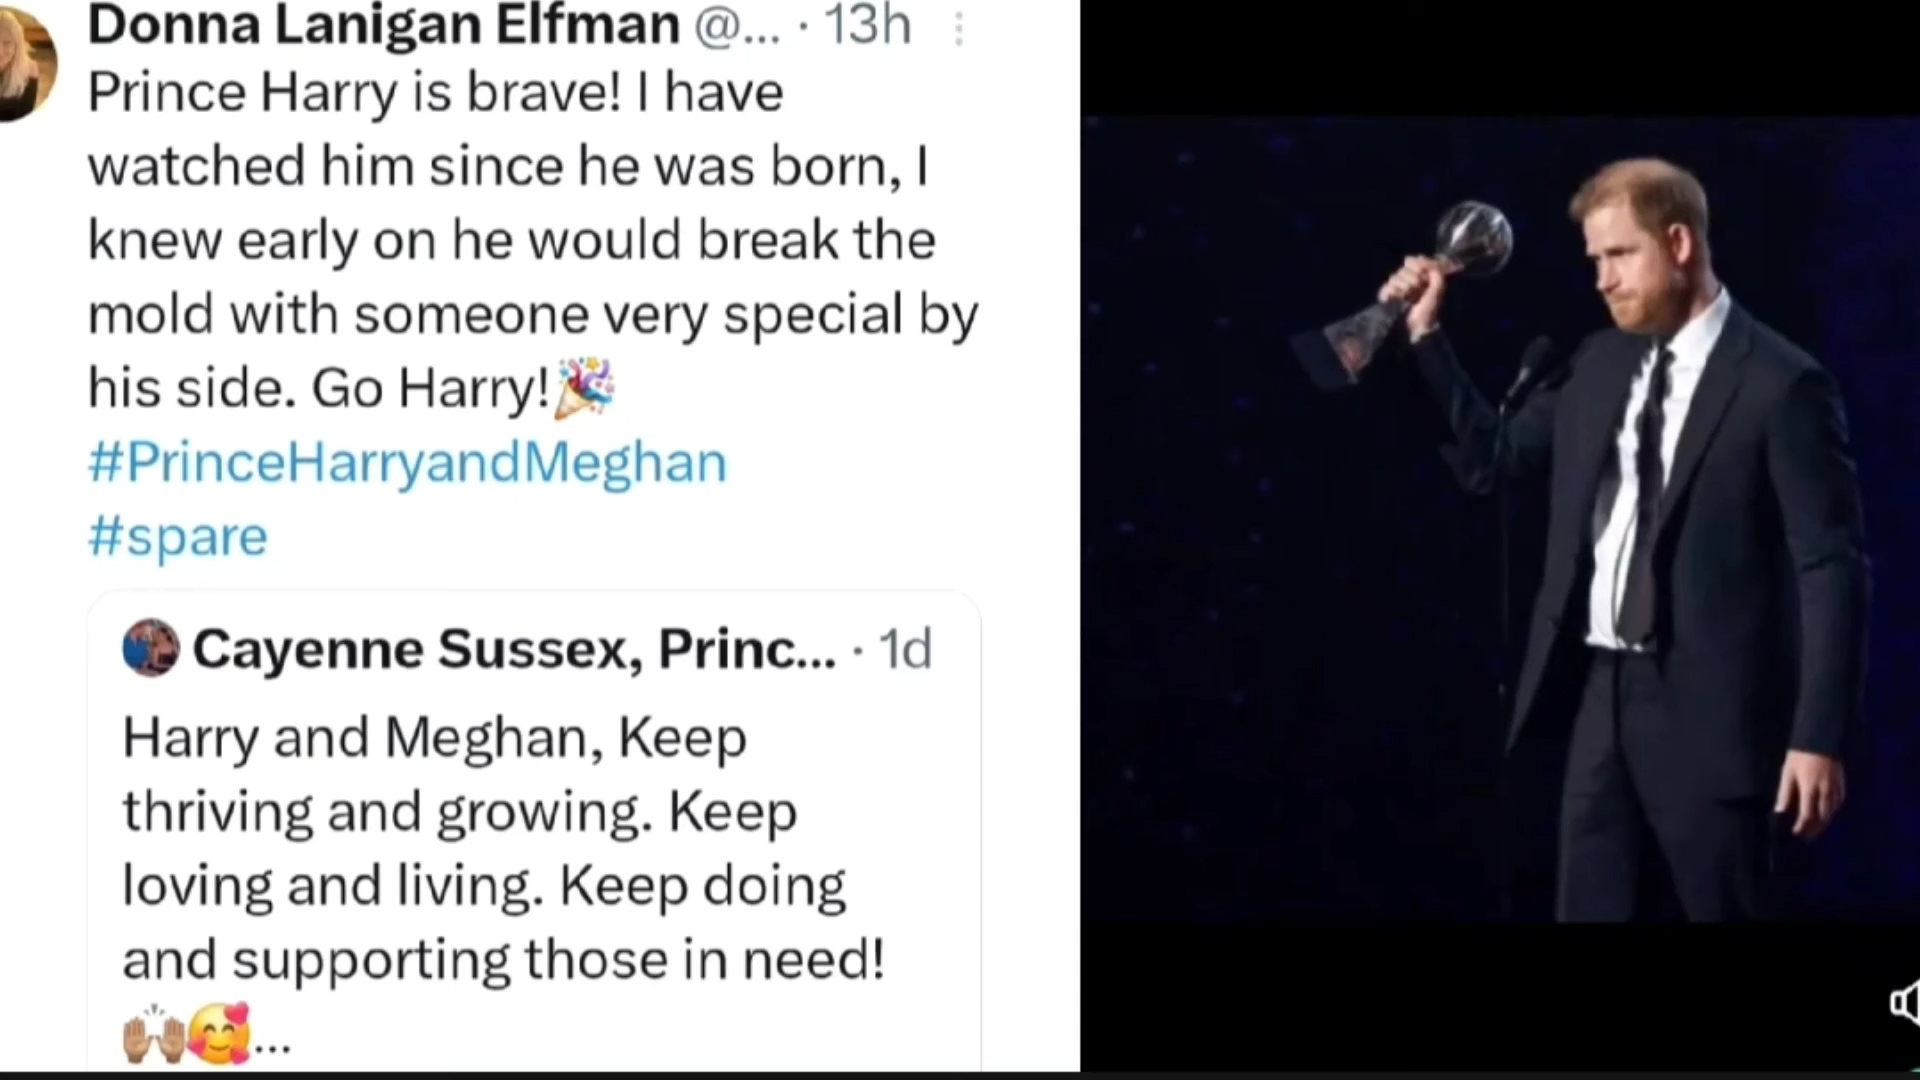 Donna Lanigan Elfman @... · 13h
Prince Harry is brave! I have
watched him since he was born, I
knew early on he would break the
mold with someone very special by
his side. Go Harry!🎉
#PrinceHarryandMeghan
#spare
Cayenne Sussex, Princ... · 1d
Harry and Meghan, Keep
thriving and growing. Keep
loving and living. Keep doing
and supporting those in need!
🙌🏽🥰...